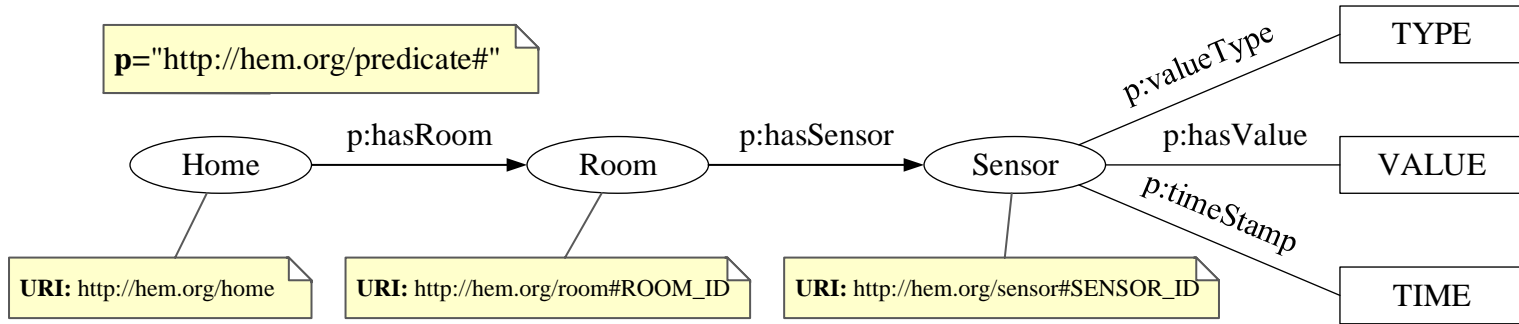 p="http://hem.org/predicate#"
Home
p:hasRoom
Room
p:hasSensor
Sensor
p:valueType
TYPE
p:hasValue
VALUE
p:timeStamp
TIME
URI: http://hem.org/home
URI: http://hem.org/room#ROOM_ID
URI: http://hem.org/sensor#SENSOR_ID